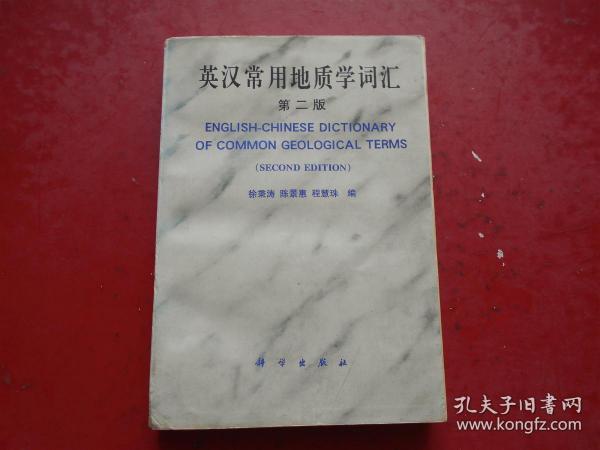 英汉常用地质学词汇
第二版
ENGLISH-CHINESE DICTIONARY
OF COMMON GEOLOGICAL TERMS
(SECOND EDITION)
徐秉涛 陈景惠 程慧珠 编
科学出版社
孔夫子旧书网
www.kongfz.com